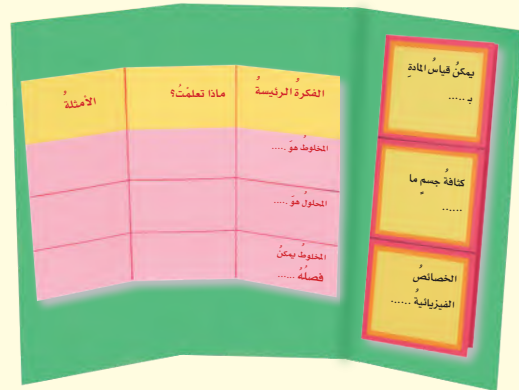 يمكنُ قياسُ المادةِ
بـ ......
كثافةُ جسمٍ ما
......
الخصائصُ
الفيزيائيةُ ......
الفكرةُ الرئيسةُ
ماذا تعلمْتُ؟
الأمثلةُ
المخلوطُ هوَ .....
المحلولُ هوَ .....
المخلوطُ يمكنُ
فصلُهُ ......